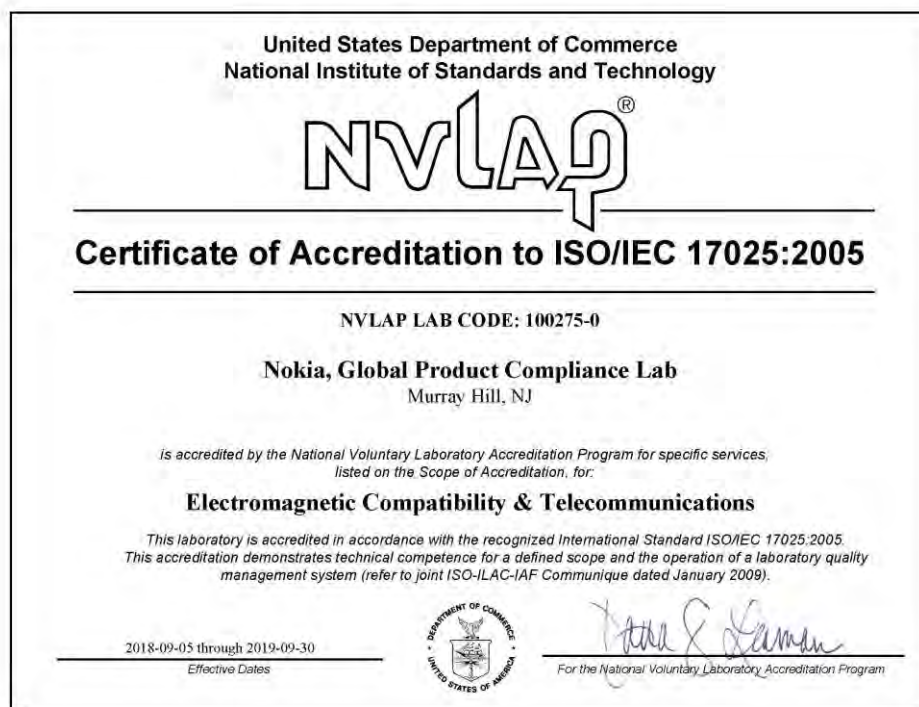 United States Department of Commerce
National Institute of Standards and Technology
NVLAP®
Certificate of Accreditation to ISO/IEC 17025:2005
NVLAP LAB CODE: 100275-0
Nokia, Global Product Compliance Lab
Murray Hill, NJ
is accredited by the National Voluntary Laboratory Accreditation Program for specific services,
listed on the Scope of Accreditation, for:
Electromagnetic Compatibility & Telecommunications
This laboratory is accredited in accordance with the recognized International Standard ISO/IEC 17025:2005.
This accreditation demonstrates technical competence for a defined scope and the operation of a laboratory quality
management system (refer to joint ISO-ILAC-IAF Communique dated January 2009).
2018-09-05 through 2019-09-30
Effective Dates
DEPARTMENT OF COMMERCE
UNITED STATES OF AMERICA
For the National Voluntary Laboratory Accreditation Program